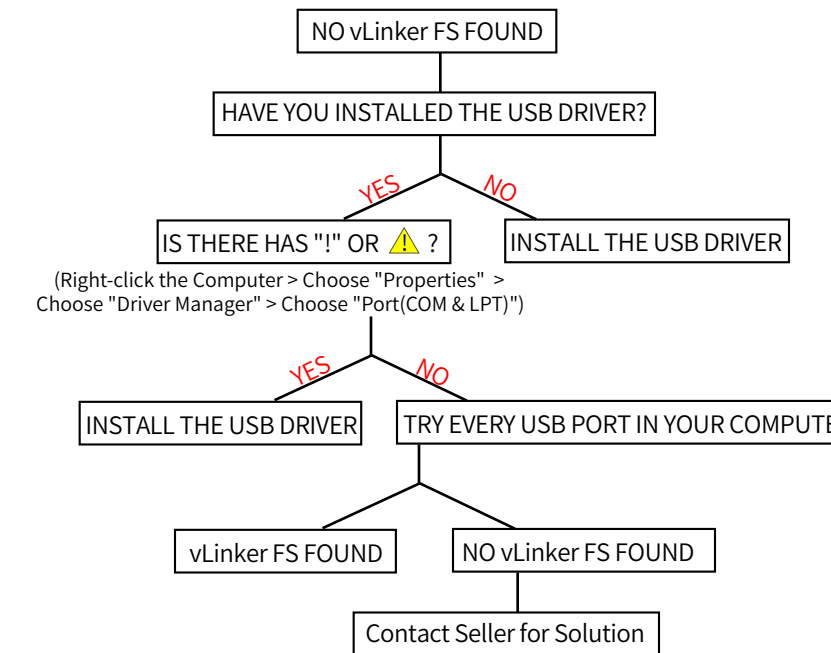 NO vLinker FS FOUND
HAVE YOU INSTALLED THE USB DRIVER?
YES
NO
IS THERE HAS "!" OR ⚠ ?
INSTALL THE USB DRIVER
(Right-click the Computer > Choose "Properties" >
Choose "Driver Manager" > Choose "Port(COM & LPT)")
YES
NO
INSTALL THE USB DRIVER
TRY EVERY USB PORT IN YOUR COMPUTE
vLinker FS FOUND
NO vLinker FS FOUND
Contact Seller for Solution